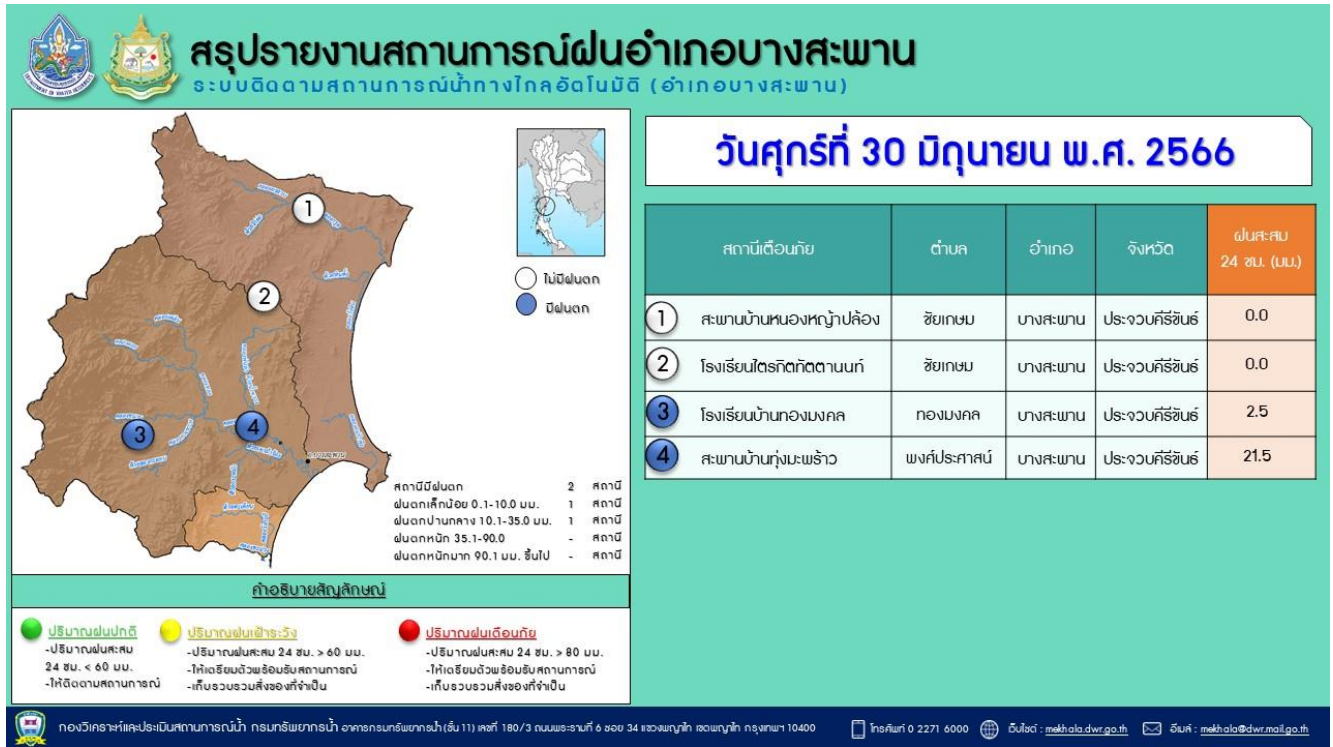 สรุปรายงานสถานการณ์ฝนอำเภอบางสะพาน
ระบบติดตามสถานการณ์น้ำทางไกลอัตโนมัติ (อำเภอบางสะพาน)
วันศุกร์ที่ 30 มิถุนายน พ.ศ. 2566
1
2
3
4
ไม่มีฝนตก
มีฝนตก
สถานีมีฝนตก 2 สถานี
ฝนตกเล็กน้อย 0.1-10.0 มม. 1 สถานี
ฝนตกปานกลาง 10.1-35.0 มม. 1 สถานี
ฝนตกหนัก 35.1-90.0 - สถานี
ฝนตกหนักมาก 90.1 มม. ขึ้นไป - สถานี
สถานีเตือนภัย ตำบล อำเภอ จังหวัด ฝนสะสม
24 ชม. (มม.)
1 สะพานบ้านหนองหญ้าปล้อง ชัยเกษม บางสะพาน ประจวบคีรีขันธ์ 0.0
2 โรงเรียนไตรกิตทัตตานนท์ ชัยเกษม บางสะพาน ประจวบคีรีขันธ์ 0.0
3 โรงเรียนบ้านทองมงคล ทองมงคล บางสะพาน ประจวบคีรีขันธ์ 2.5
4 สะพานบ้านทุ่งมะพร้าว พงศ์ประศาสน์ บางสะพาน ประจวบคีรีขันธ์ 21.5
คำอธิบายสัญลักษณ์
ปริมาณฝนปกติ
-ปริมาณฝนสะสม
24 ชม. < 60 มม.
-ให้ติดตามสถานการณ์
ปริมาณฝนเฝ้าระวัง
-ปริมาณฝนสะสม 24 ชม. > 60 มม.
-ให้เตรียมตัวพร้อมรับสถานการณ์
-เก็บรวบรวมสิ่งของที่จำเป็น
ปริมาณฝนเตือนภัย
-ปริมาณฝนสะสม 24 ชม. > 80 มม.
-ให้เตรียมตัวพร้อมรับสถานการณ์
-เก็บรวบรวมสิ่งของที่จำเป็น
กองวิเคราะห์และประเมินสถานการณ์น้ำ กรมทรัพยากรน้ำ อาคารกรมทรัพยากรน้ำ (ชั้น 11) เลขที่ 180/3 ถนนพระรามที่ 6 ซอย 34 แขวงพญาไท เขตพญาไท กรุงเทพฯ 10400 โทรศัพท์ 0 2271 6000 เว็บไซต์ : mekhala.dwr.go.th อีเมล์ : mekhala@dwr.mail.go.th